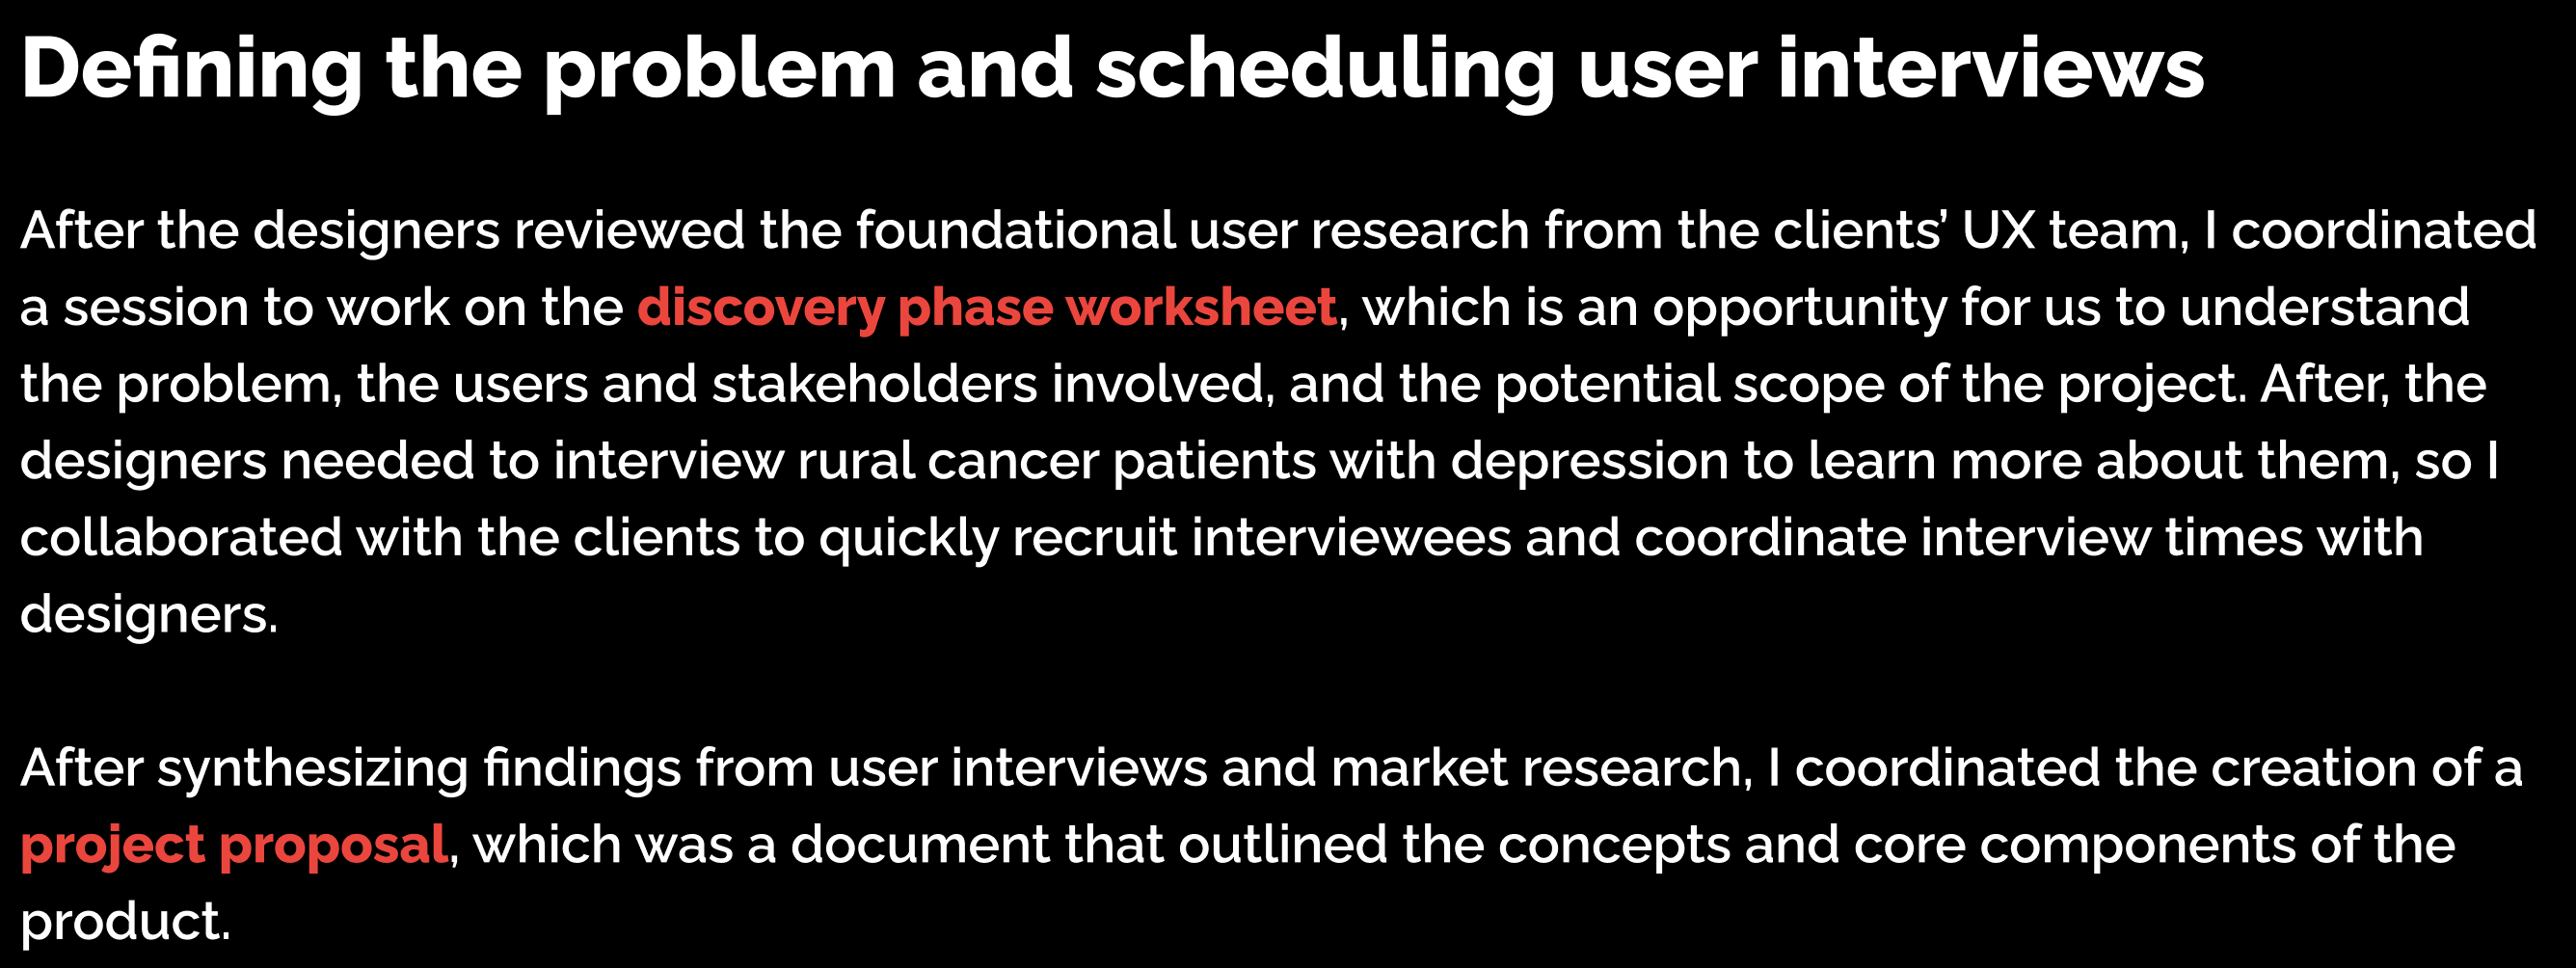 Defining the problem and scheduling user interviews
After the designers reviewed the foundational user research from the clients’ UX team, I coordinated
a session to work on the discovery phase worksheet, which is an opportunity for us to understand
the problem, the users and stakeholders involved, and the potential scope of the project. After, the
designers needed to interview rural cancer patients with depression to learn more about them, so I
collaborated with the clients to quickly recruit interviewees and coordinate interview times with
designers.
After synthesizing findings from user interviews and market research, I coordinated the creation of a
project proposal, which was a document that outlined the concepts and core components of the
product.